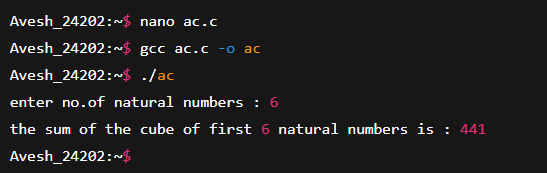 Avesh_24202:~$ nano ac.c
Avesh_24202:~$ gcc ac.c -o ac
Avesh_24202:~$ ./ac
enter no.of natural numbers : 6
the sum of the cube of first 6 natural numbers is : 441
Avesh_24202:~$